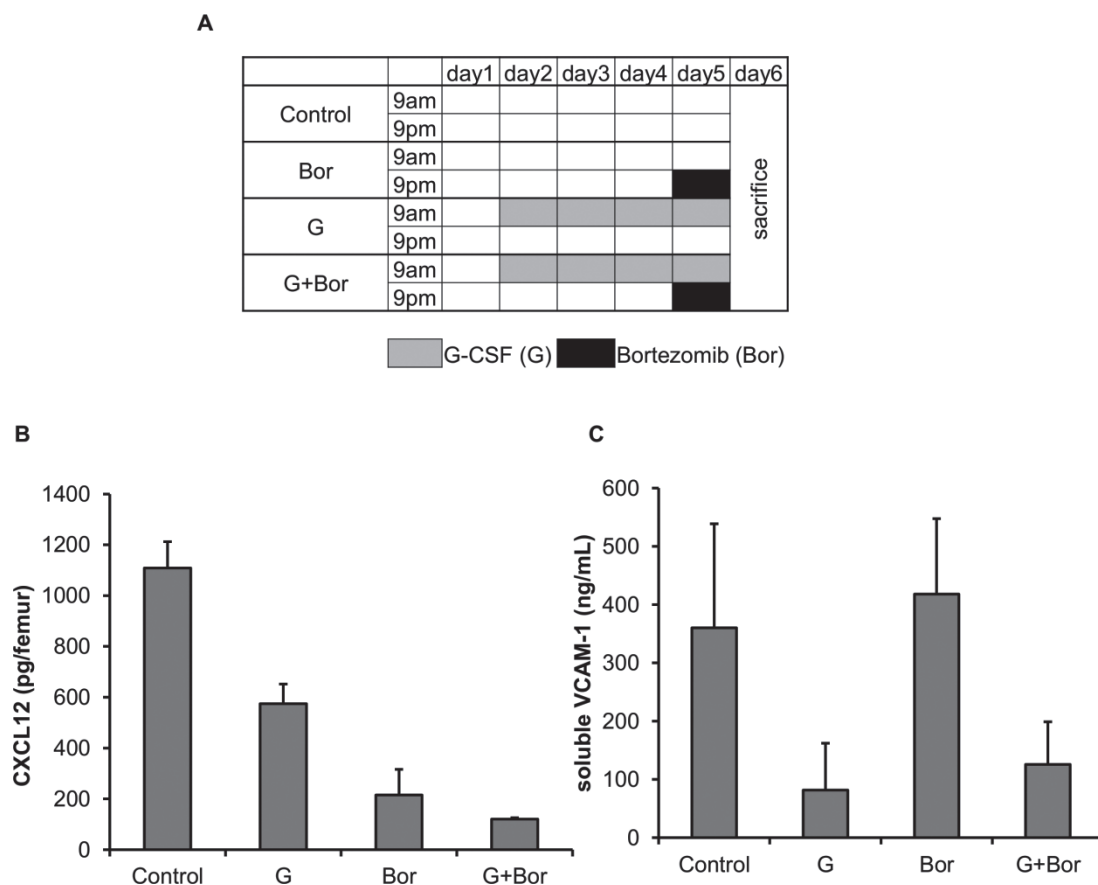 A
day1 day2 day3 day4 day5 day6
Control 9am
9pm
Bor 9am
9pm
G 9am
9pm
G+Bor 9am
9pm
sacrifice
G-CSF (G) Bortezomib (Bor)
B
CXCL12 (pg/femur)
1400
1200
1000
800
600
400
200
0
Control G Bor G+Bor
C
soluble VCAM-1 (ng/mL)
600
500
400
300
200
100
0
Control G Bor G+Bor